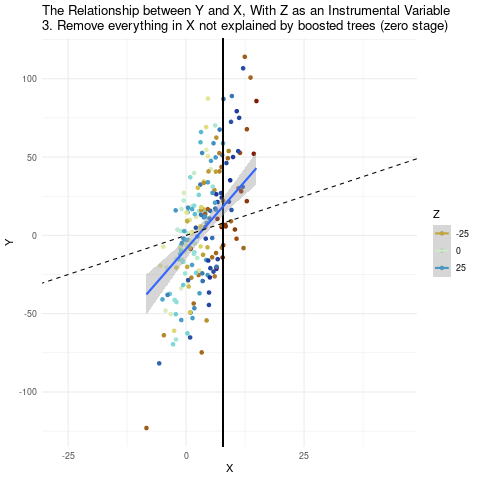 The Relationship between Y and X, With Z as an Instrumental Variable
3. Remove everything in X not explained by boosted trees (zero stage)
100
50
0
-50
-100
Y
-25
0
25
X
Z
-25
0
25